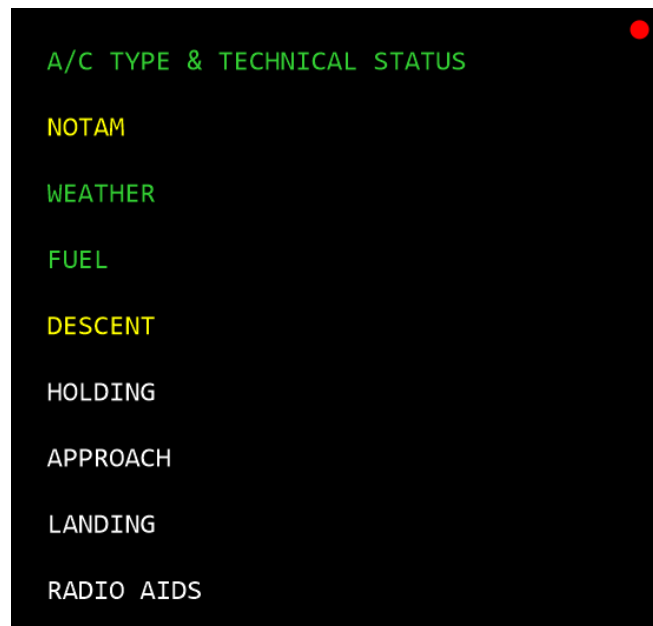 A/C TYPE & TECHNICAL STATUS
NOTAM
WEATHER
FUEL
DESCENT
HOLDING
APPROACH
LANDING
RADIO AIDS